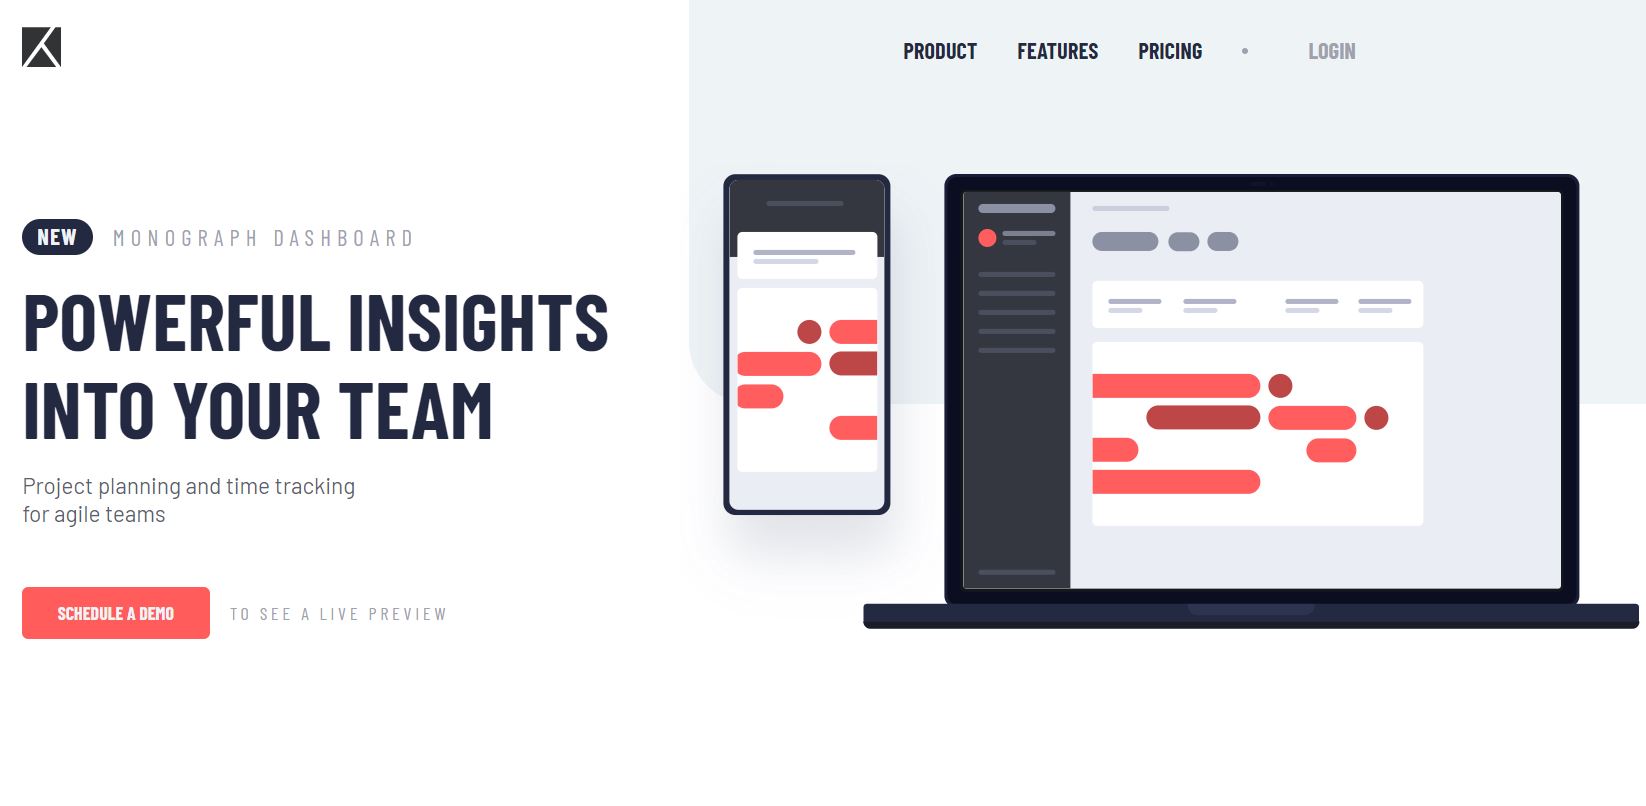 PRODUCT FEATURES PRICING • LOGIN
NEW MONOGRAPH DASHBOARD
POWERFUL INSIGHTS
INTO YOUR TEAM
Project planning and time tracking
for agile teams
SCHEDULE A DEMO TO SEE A LIVE PREVIEW